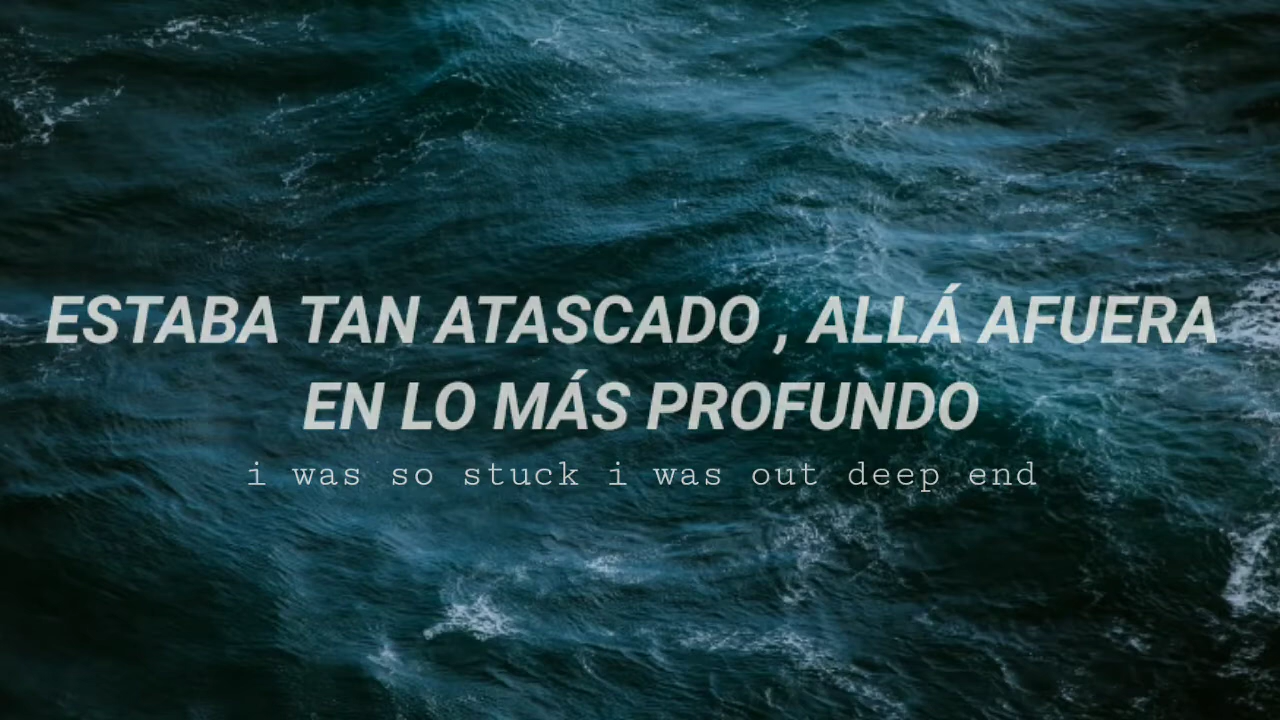 ESTABA TAN ATASCADO , ALLÁ AFUERA
EN LO MÁS PROFUNDO
i was so stuck i was out deep end